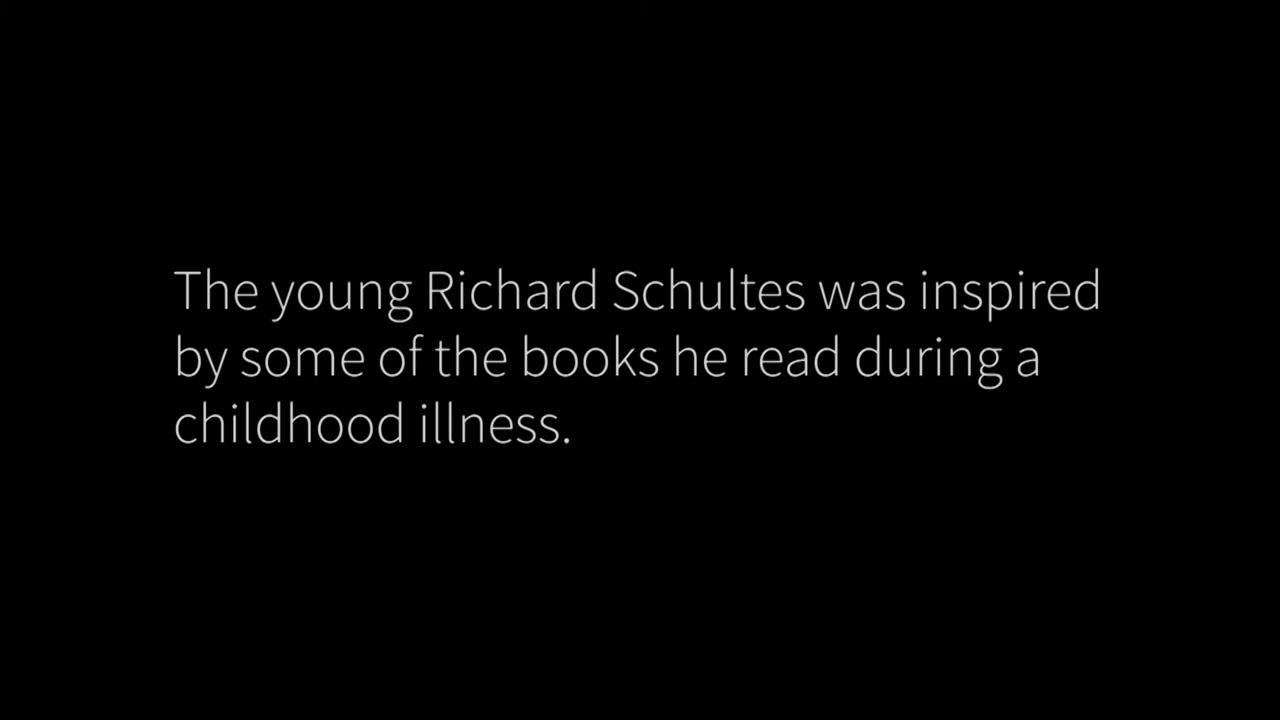 The young Richard Schultes was inspired
by some of the books he read during a
childhood illness.